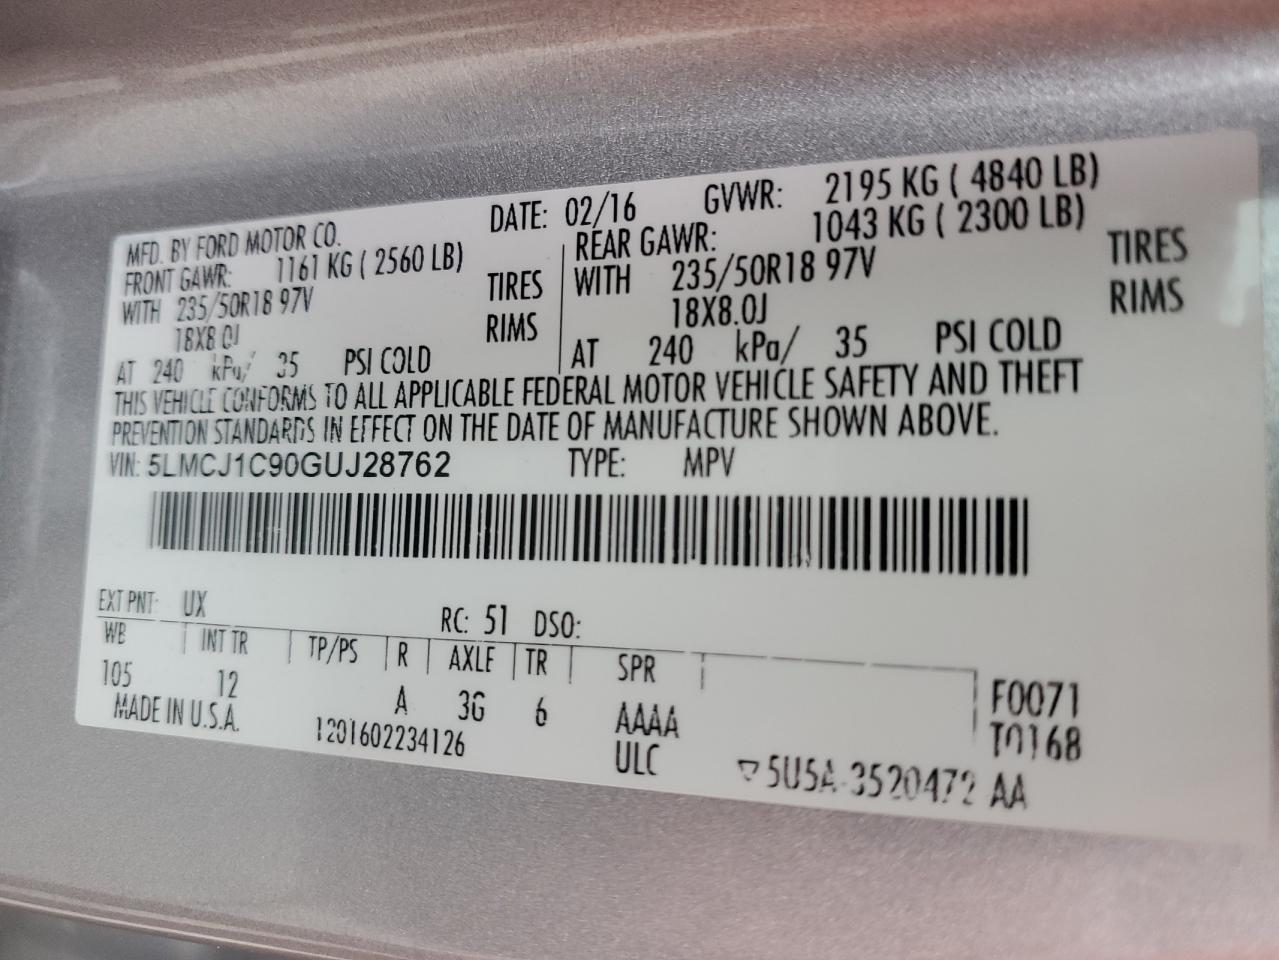 MFD. BY FORD MOTOR CO. DATE: 02/16 GVWR: 2195 KG ( 4840 LB)
FRONT GAWR: 1161 KG ( 2560 LB) REAR GAWR: 1043 KG ( 2300 LB)
WITH 235/50R18 97V TIRES WITH 235/50R18 97V TIRES
18X8.0J RIMS 18X8.0J RIMS
AT 240 kPa/ 35 PSI COLD AT 240 kPa/ 35 PSI COLD
THIS VEHICLE CONFORMS TO ALL APPLICABLE FEDERAL MOTOR VEHICLE SAFETY AND THEFT
PREVENTION STANDARDS IN EFFECT ON THE DATE OF MANUFACTURE SHOWN ABOVE.
VIN: 5LMCJ1C90GUJ28762 TYPE: MPV
EXT PNT: UX RC: 51 DSO:
WB INT TR TP/PS R AXLE TR SPR
105 12 A 3G 6 AAAA F0071
MADE IN U.S.A. 1201602234126 ULC T0168
▽5U5A-3520472 AA